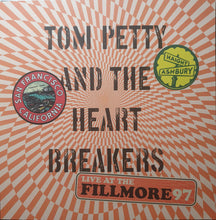 TOM PETTY
AND THE
HEART
BREAKERS
SAN FRANCISCO
CALIFORNIA
HAIGHT
ASHBURY
LIVE AT THE
FILLMORE 97